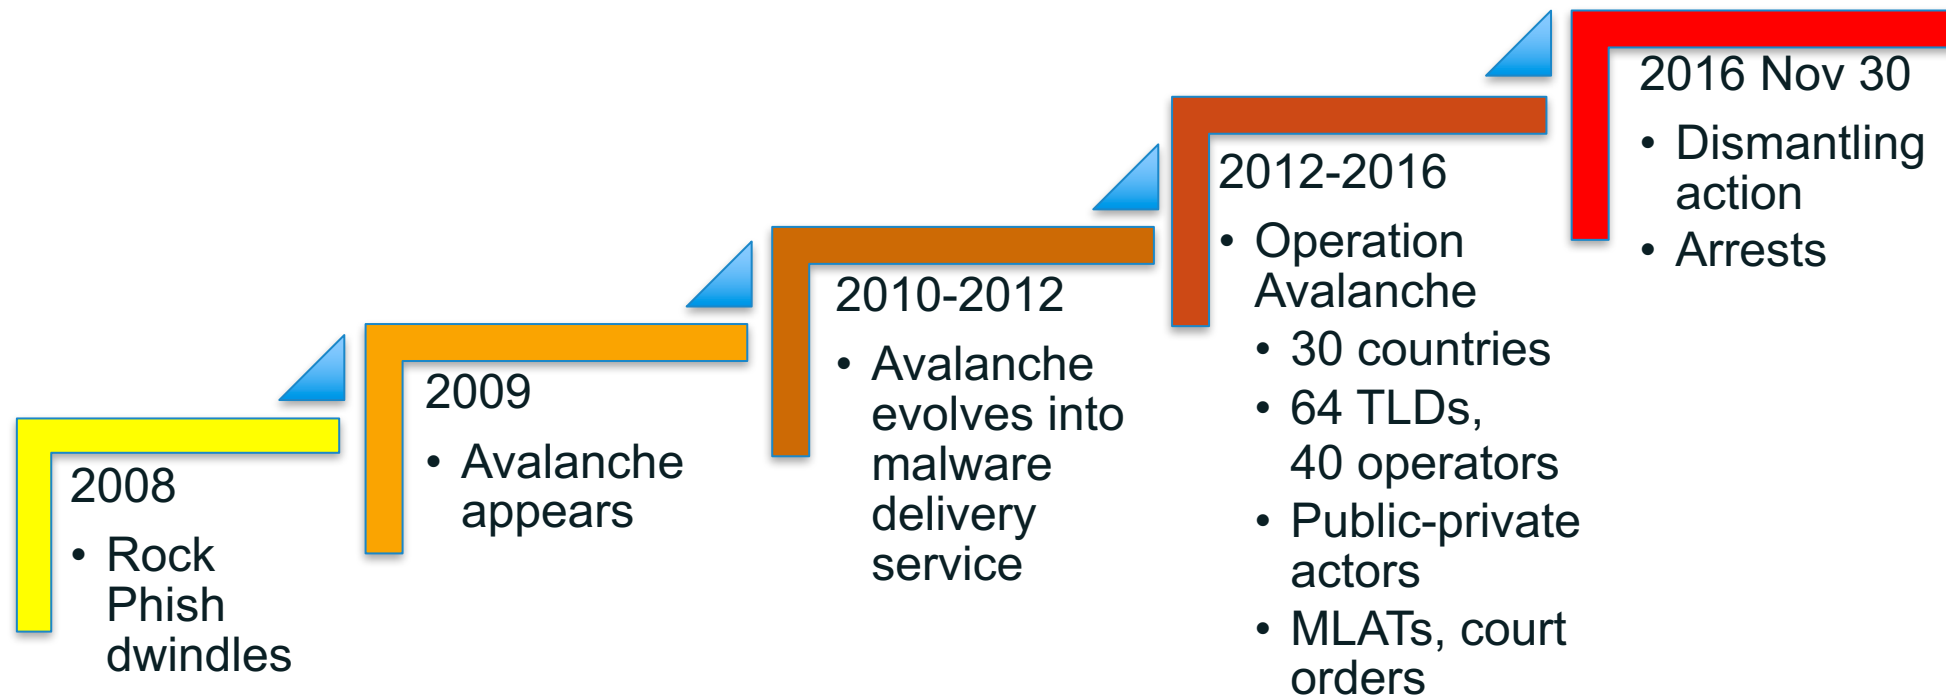 2008
• Rock
Phish
dwindles
2009
• Avalanche
appears
2010-2012
• Avalanche
evolves into
malware
delivery
service
2012-2016
• Operation
Avalanche
• 30 countries
• 64 TLDs,
40 operators
• Public-private
actors
• MLATs, court
orders
2016 Nov 30
• Dismantling
action
• Arrests